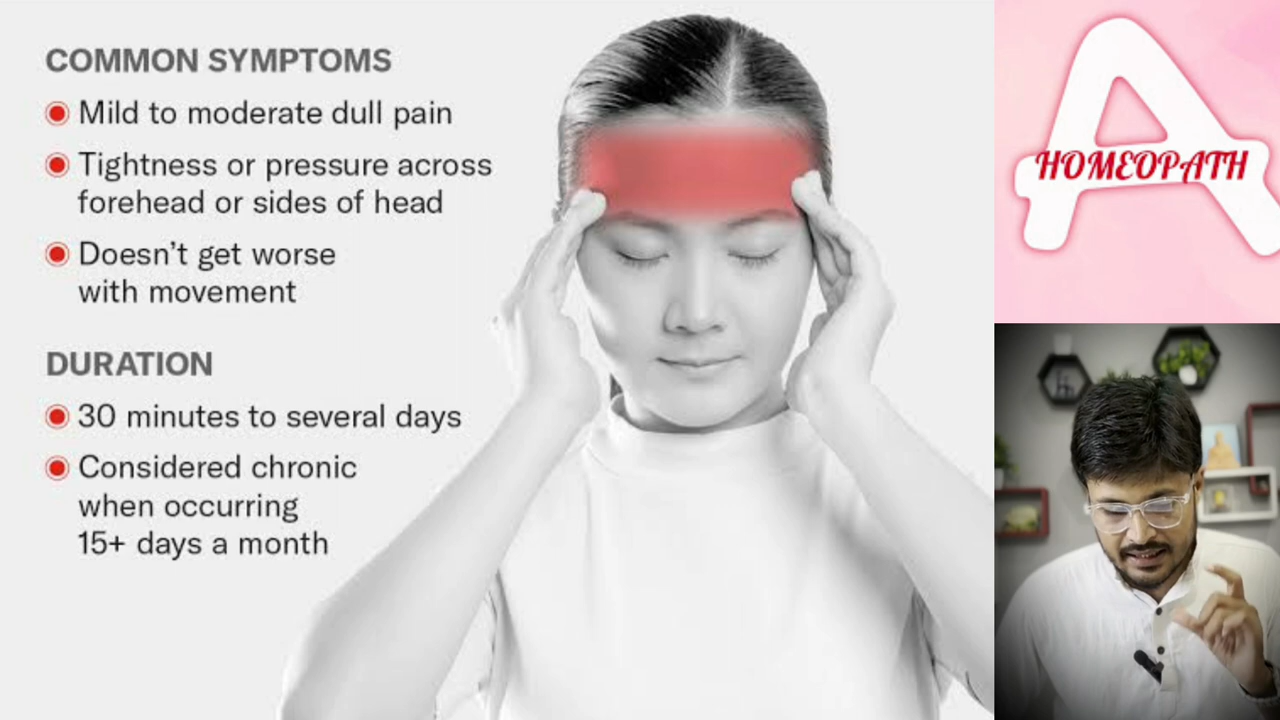 COMMON SYMPTOMS
Mild to moderate dull pain
Tightness or pressure across
forehead or sides of head
Doesn’t get worse
with movement
DURATION
30 minutes to several days
Considered chronic
when occurring
15+ days a month
A
HOMEOPATH